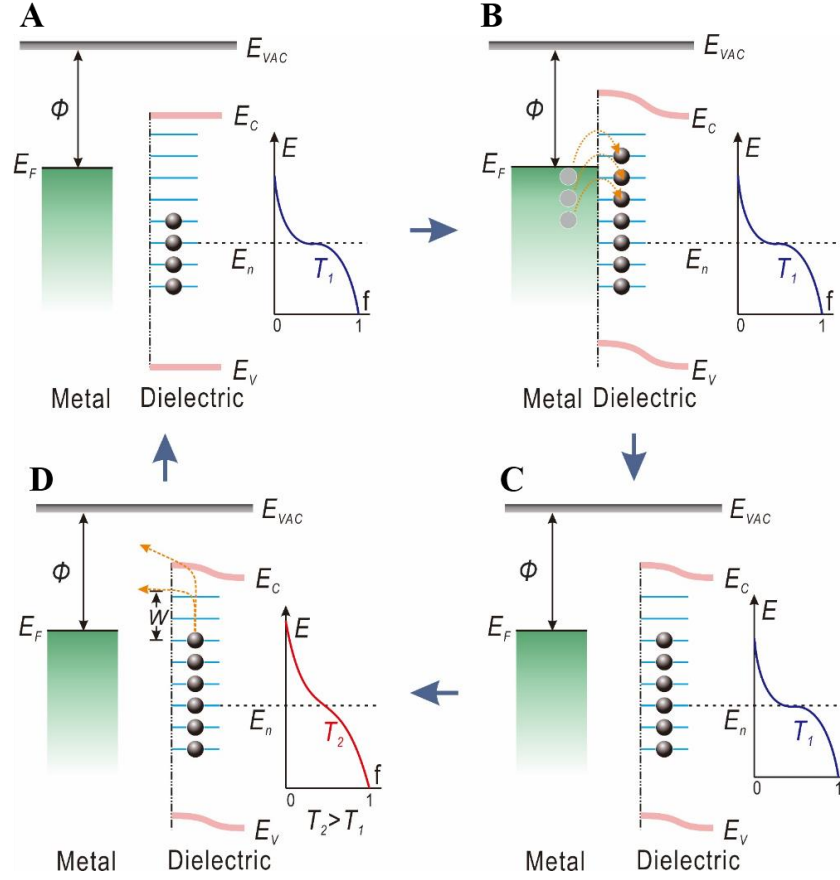 A
E_VAC
Φ
E_C
E_F
E
E_n
T_1
f
0 1
E_V
Metal Dielectric
B
E_VAC
Φ
E_C
E_F
E
E_n
T_1
f
0 1
E_V
Metal Dielectric
D
E_VAC
Φ
E_C
W
E_F
E
E_n
T_2
f
0 1
T_2>T_1
E_V
Metal Dielectric
C
E_VAC
Φ
E_C
E_F
E
E_n
T_1
0 1
E_V
Metal Dielectric